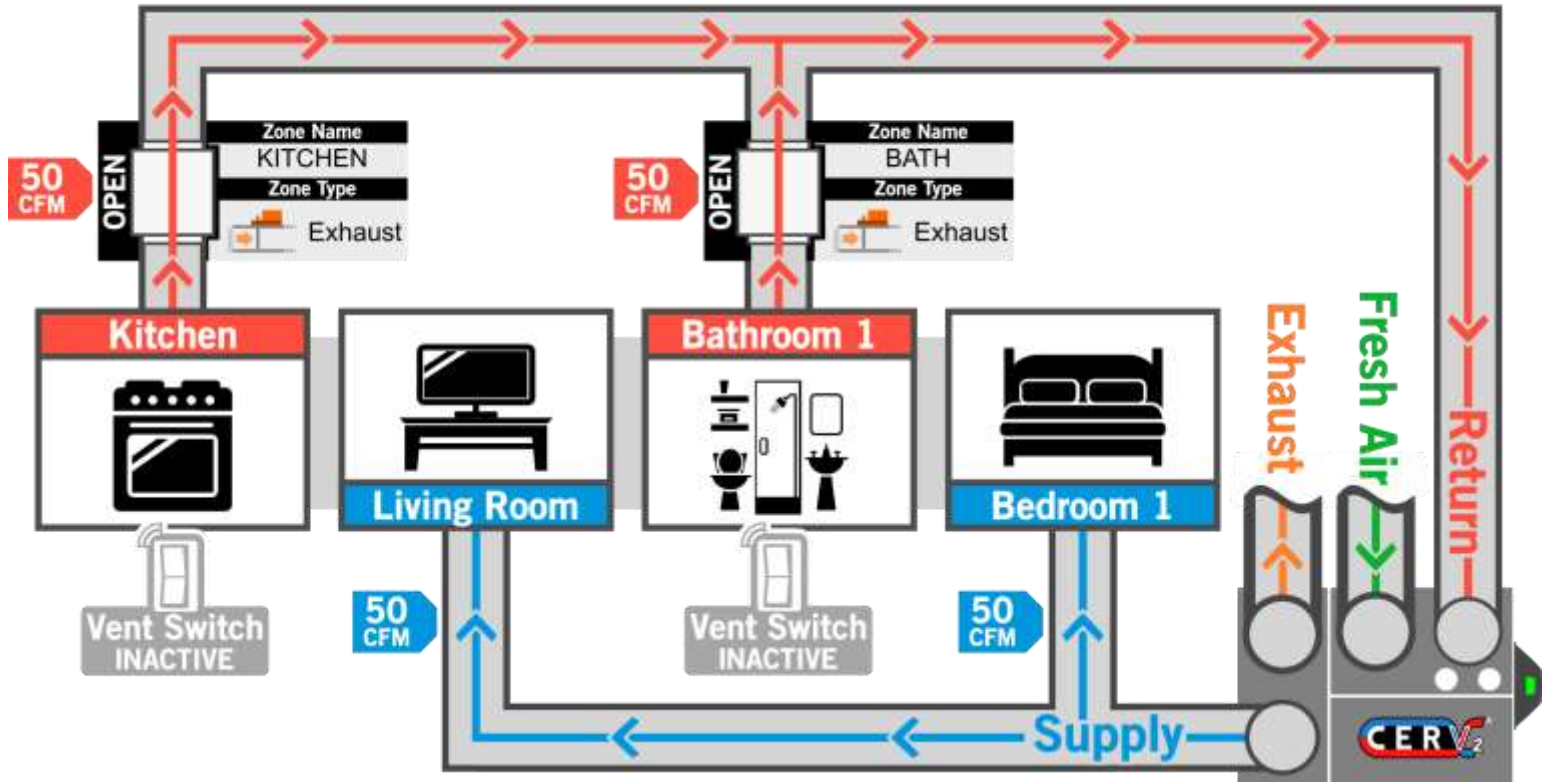 Zone Name
KITCHEN
Zone Type
Exhaust
OPEN
50
CFM
Zone Name
BATH
Zone Type
Exhaust
OPEN
50
CFM
Kitchen
Living Room
Bathroom 1
Bedroom 1
Exhaust
Fresh Air
Return
Vent Switch
INACTIVE
50
CFM
Vent Switch
INACTIVE
50
CFM
Supply
CERV2